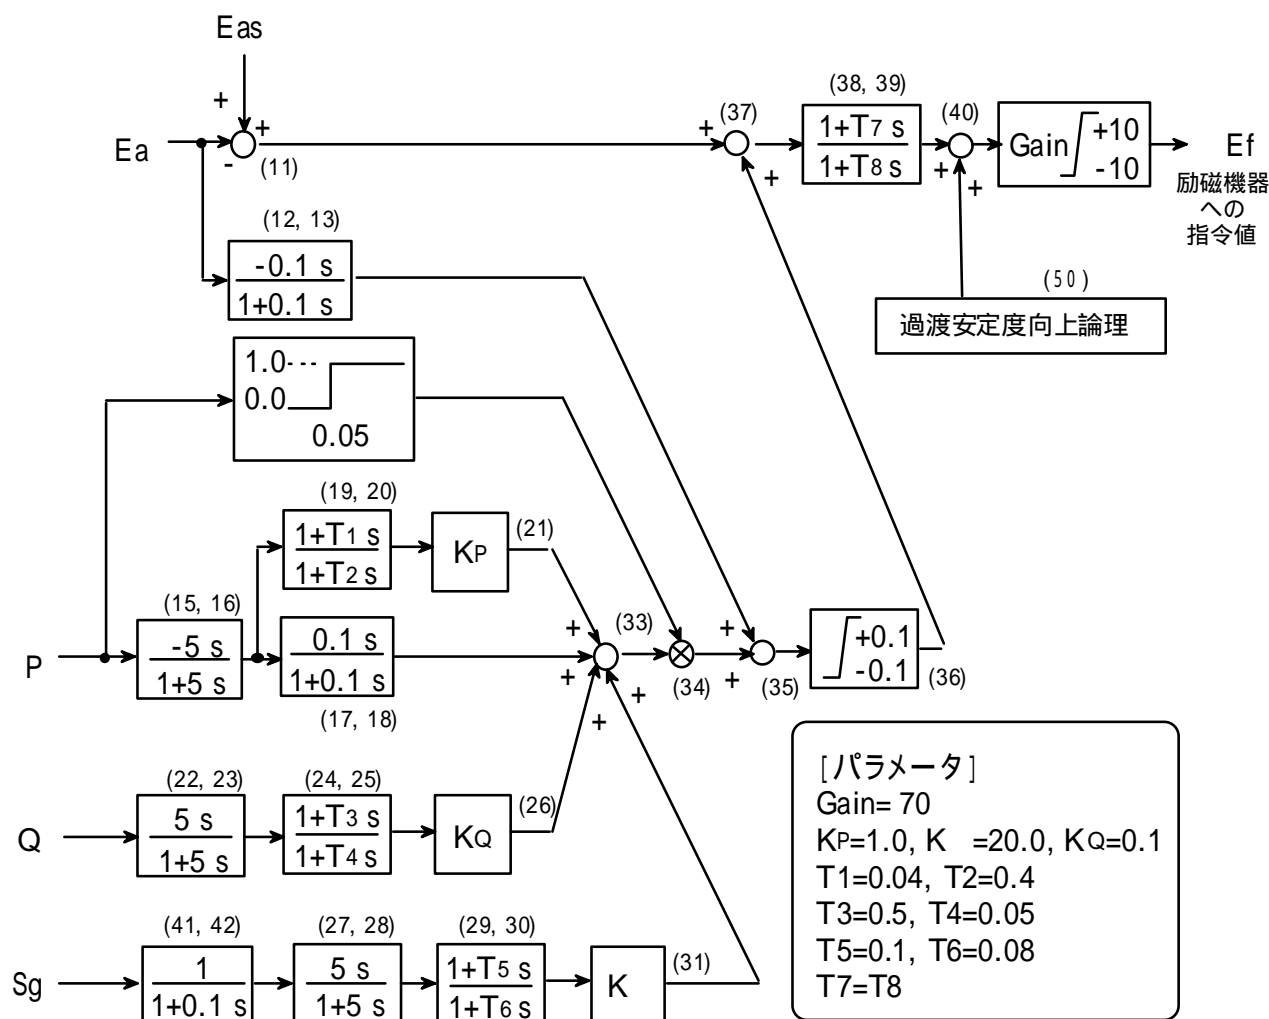 Eas
+
Ea
-
+
(11)
+
(37)
+
(38, 39)
1+T7 s
1+T8 s
(40)
+
+
Gain
+10
-10
Ef
励磁機器
への
指令値
(12, 13)
-0.1 s
1+0.1 s
(50)
過渡安定度向上論理
1.0
0.0
0.05
(19, 20)
1+T1 s
1+T2 s
KP
(21)
P
(15, 16)
-5 s
1+5 s
0.1 s
1+0.1 s
(17, 18)
+
+
+
+
(33)
(34)
+
+
(35)
+0.1
-0.1
(36)
Q
(22, 23)
5 s
1+5 s
(24, 25)
1+T3 s
1+T4 s
KQ
(26)
Sg
(41, 42)
1
1+0.1 s
(27, 28)
5 s
1+5 s
(29, 30)
1+T5 s
1+T6 s
K
(31)
[パラメータ]
Gain= 70
KP=1.0, K =20.0, KQ=0.1
T1=0.04, T2=0.4
T3=0.5, T4=0.05
T5=0.1, T6=0.08
T7=T8